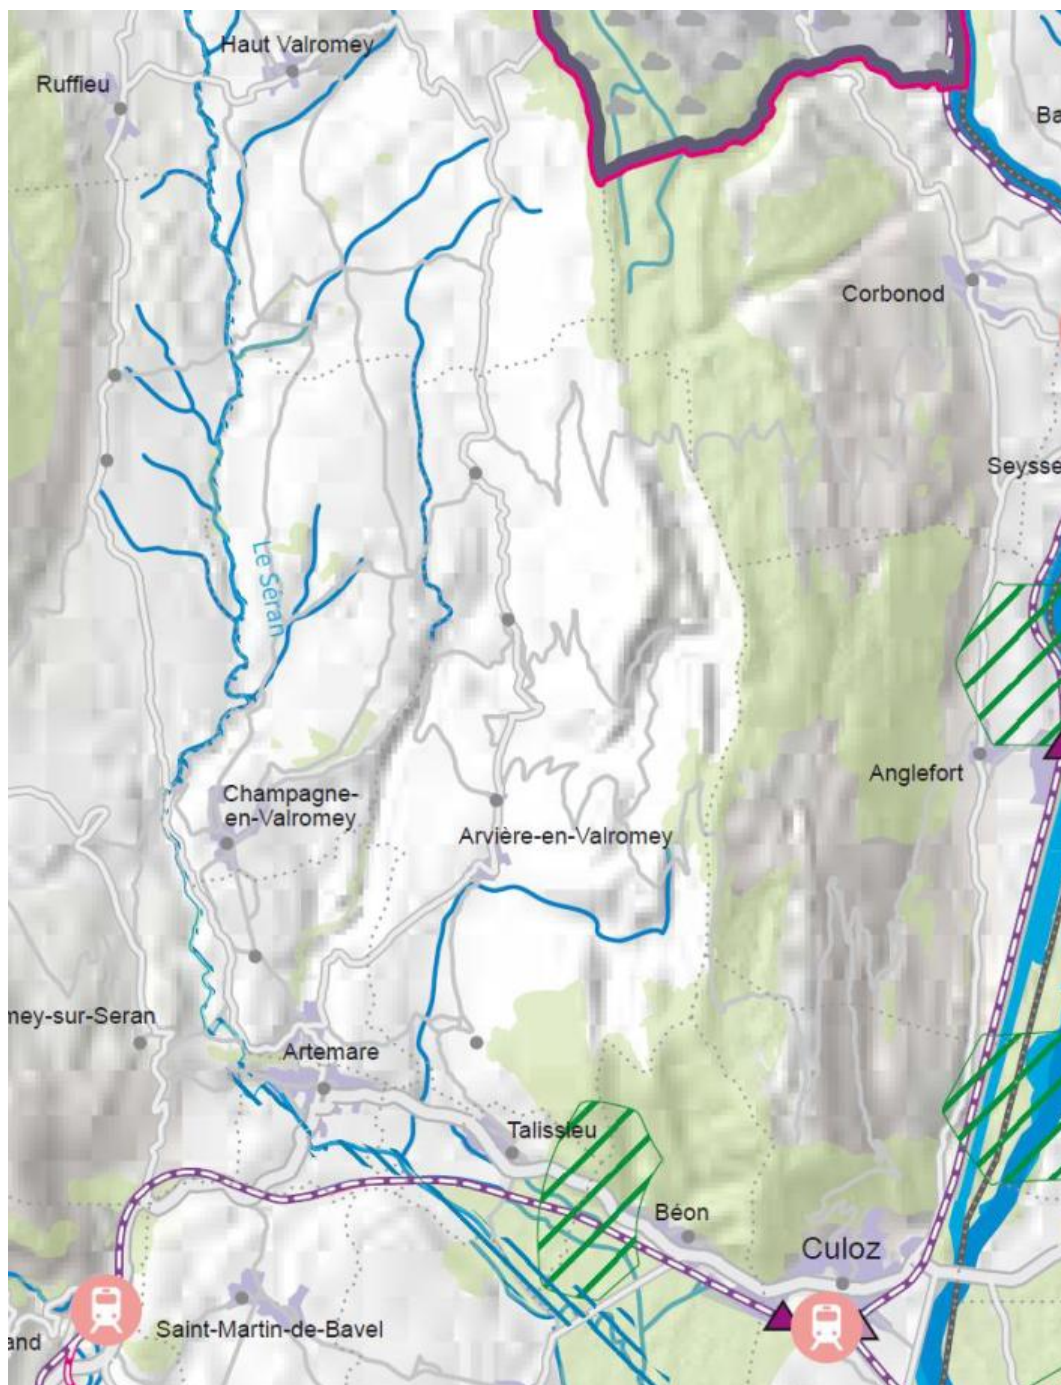 Haut Valromey
Ruffieu
Ba
Corbonod
Seysse
Le Séran
Anglefort
Champagne-
en-Valromey
Arvière-en-Valromey
mey-sur-Seran
Artemare
Talissieu
Béon
Culoz
and
Saint-Martin-de-Bavel